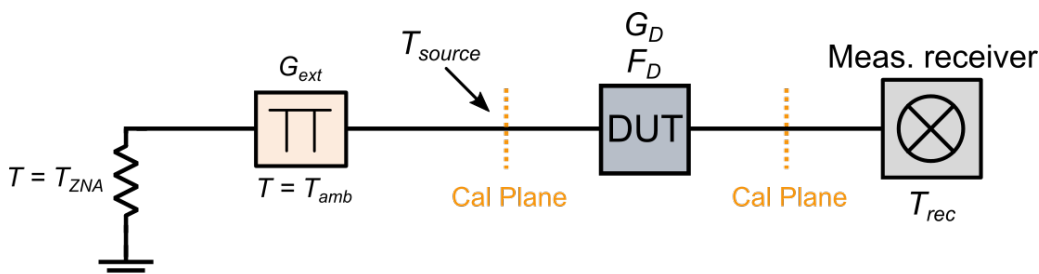 G_D
F_D
T_source
Meas. receiver
G_ext
DUT
T = T_ZNA
T = T_amb
Cal Plane
Cal Plane
T_rec